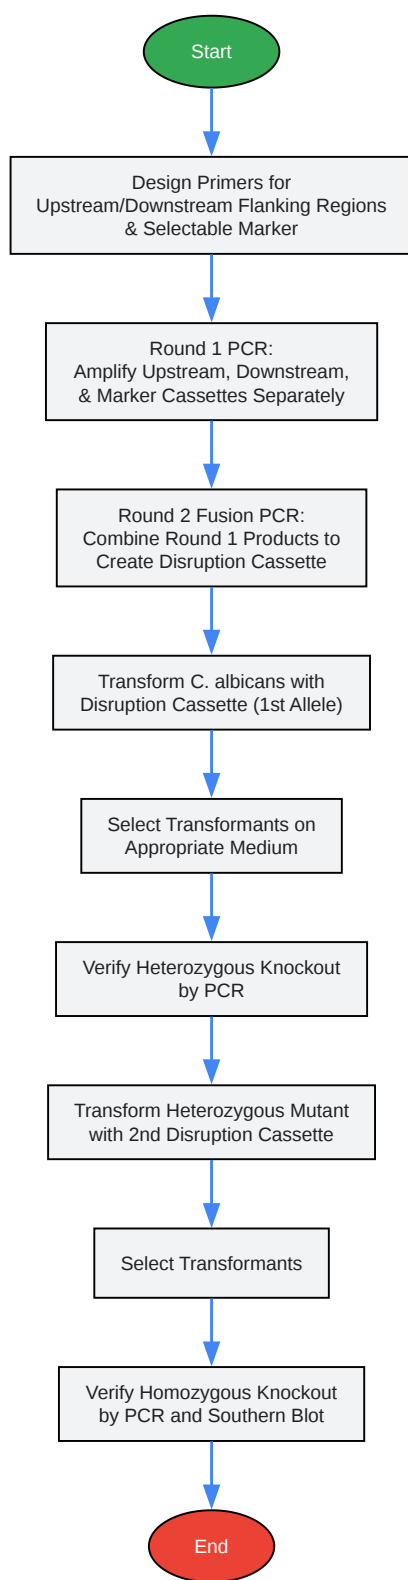 Start
Design Primers for
Upstream/Downstream Flanking Regions
& Selectable Marker
Round 1 PCR:
Amplify Upstream, Downstream,
& Marker Cassettes Separately
Round 2 Fusion PCR:
Combine Round 1 Products to
Create Disruption Cassette
Transform C. albicans with
Disruption Cassette (1st Allele)
Select Transformants on
Appropriate Medium
Verify Heterozygous Knockout
by PCR
Transform Heterozygous Mutant
with 2nd Disruption Cassette
Select Transformants
Verify Homozygous Knockout
by PCR and Southern Blot
End